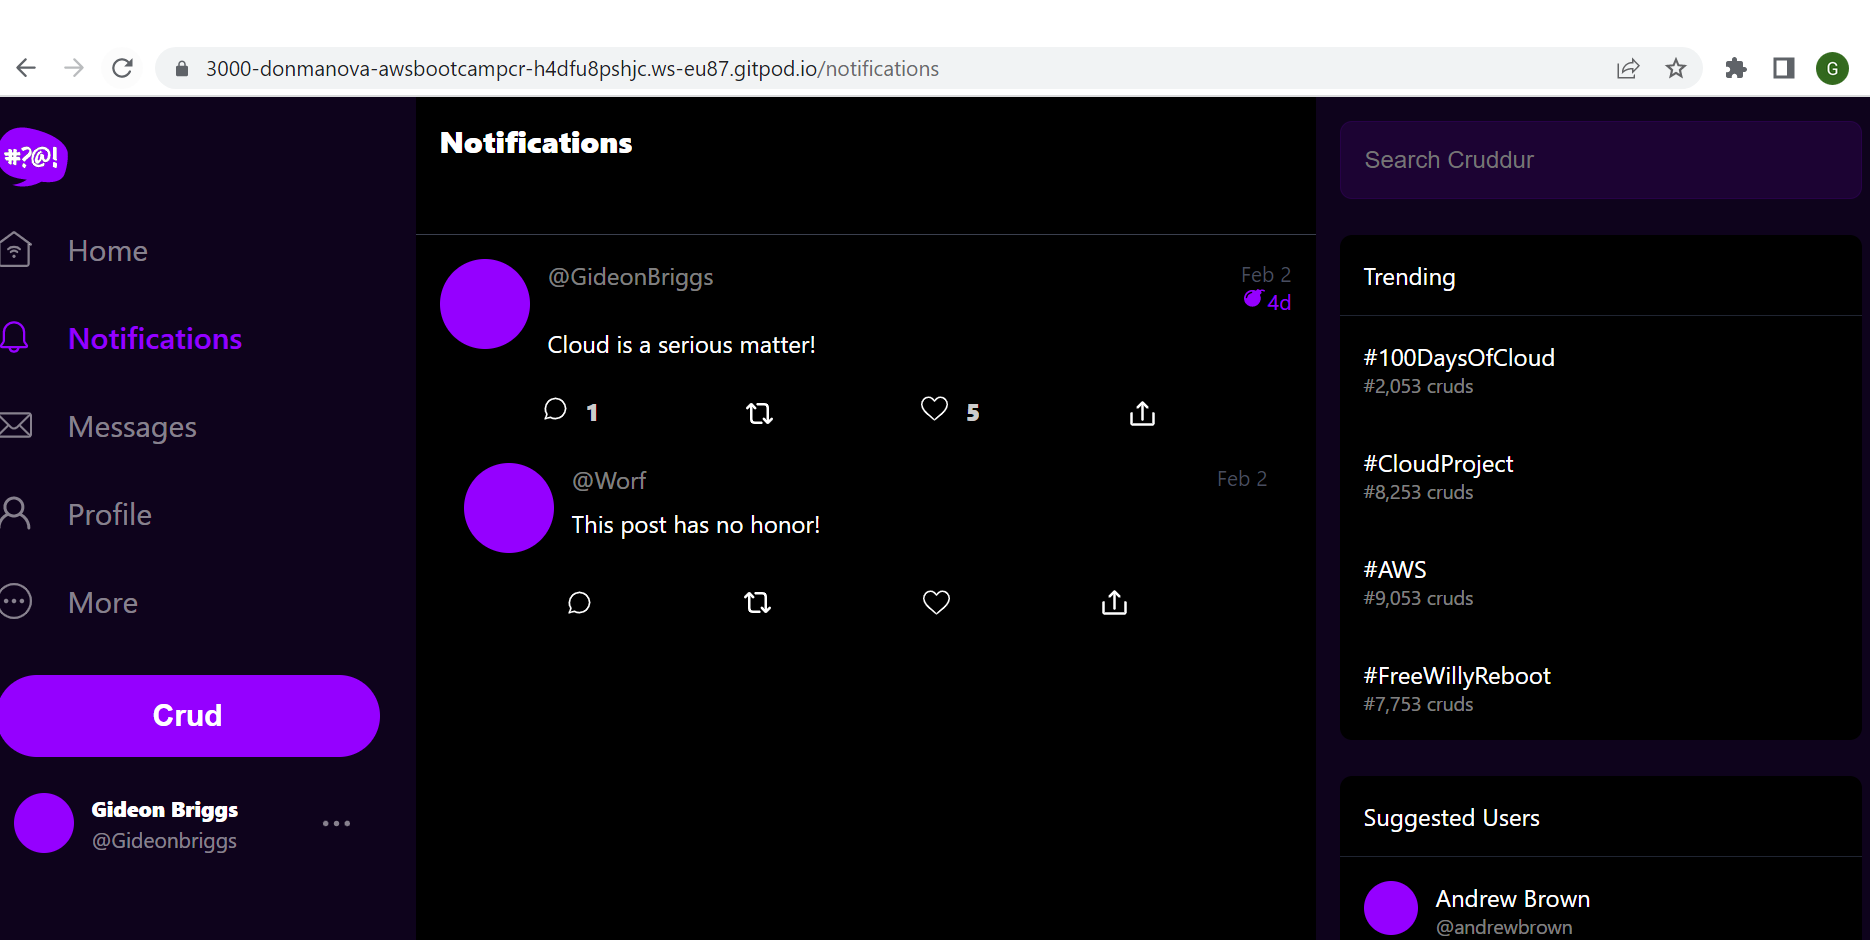 3000-donmanova-awsbootcampcr-h4dfu8pshjc.ws-eu87.gitpod.io/notifications
G
#?@!
Home
Notifications
Messages
Profile
More
Crud
Gideon Briggs
@Gideonbriggs
Notifications
@GideonBriggs
Feb 2
4d
Cloud is a serious matter!
1
5
@Worf
Feb 2
This post has no honor!
Search Cruddur
Trending
#100DaysOfCloud
#2,053 cruds
#CloudProject
#8,253 cruds
#AWS
#9,053 cruds
#FreeWillyReboot
#7,753 cruds
Suggested Users
Andrew Brown
@andrewbrown